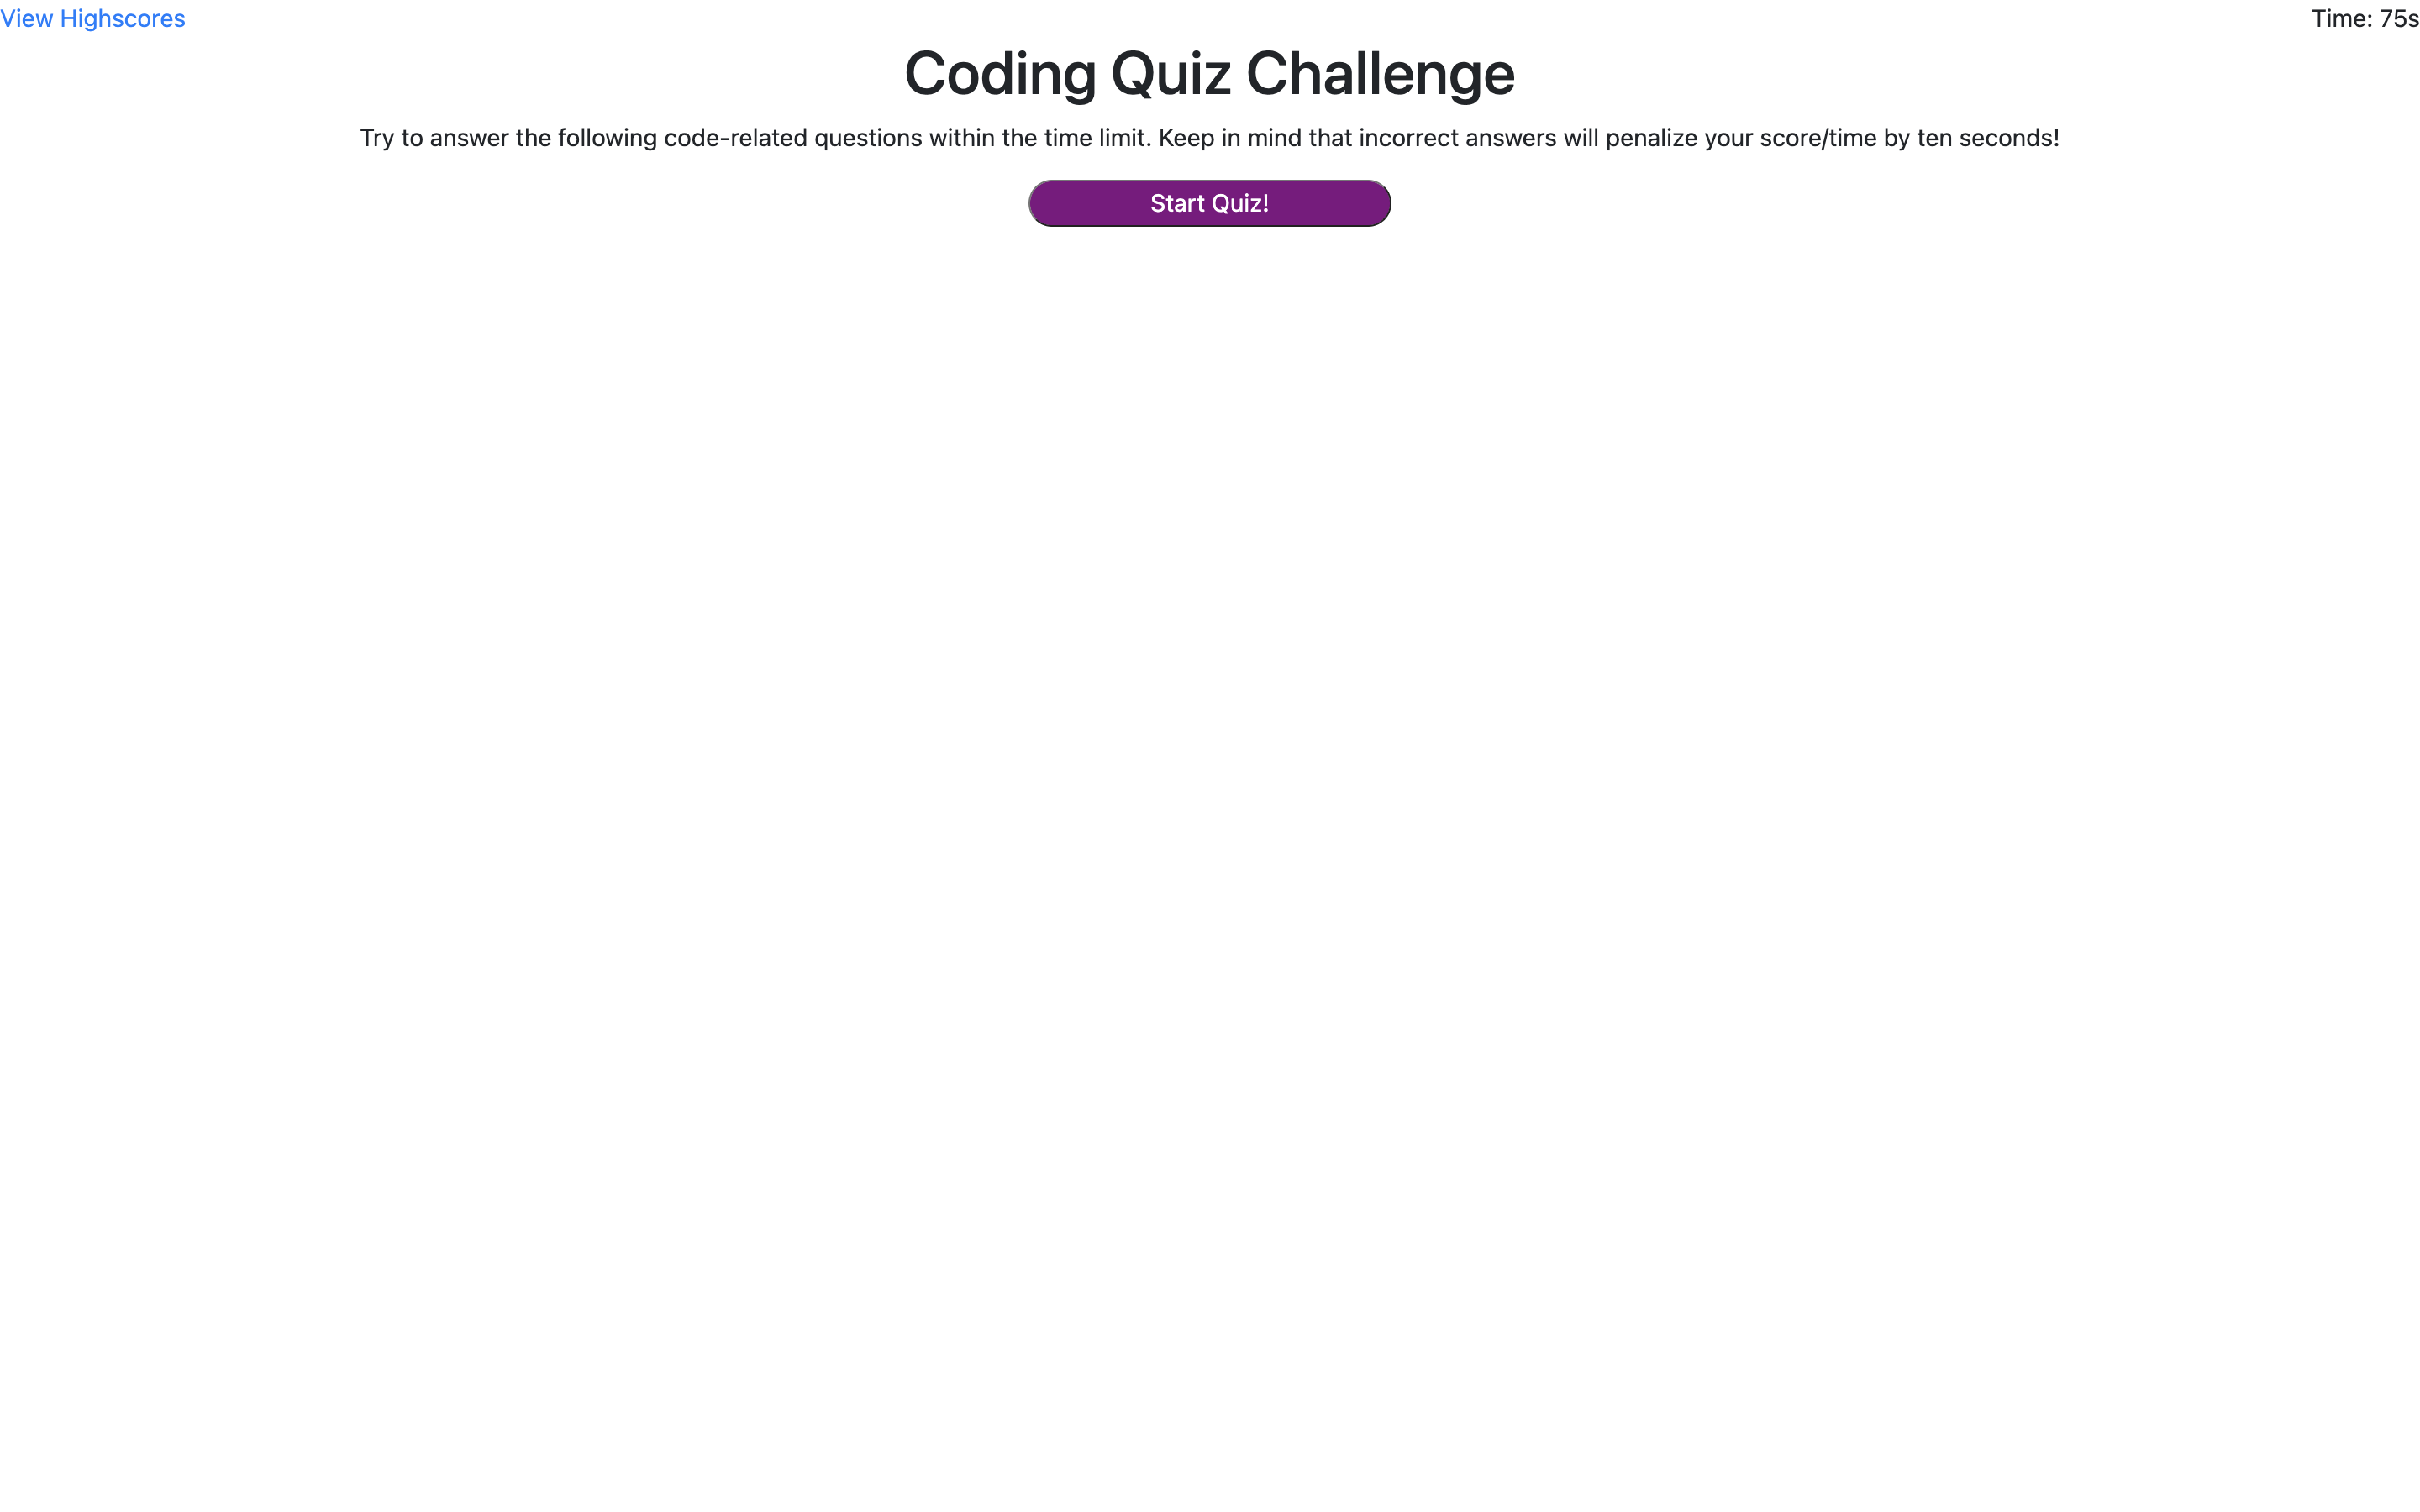 View Highscores
Time: 75s
Coding Quiz Challenge
Try to answer the following code-related questions within the time limit. Keep in mind that incorrect answers will penalize your score/time by ten seconds!
Start Quiz!